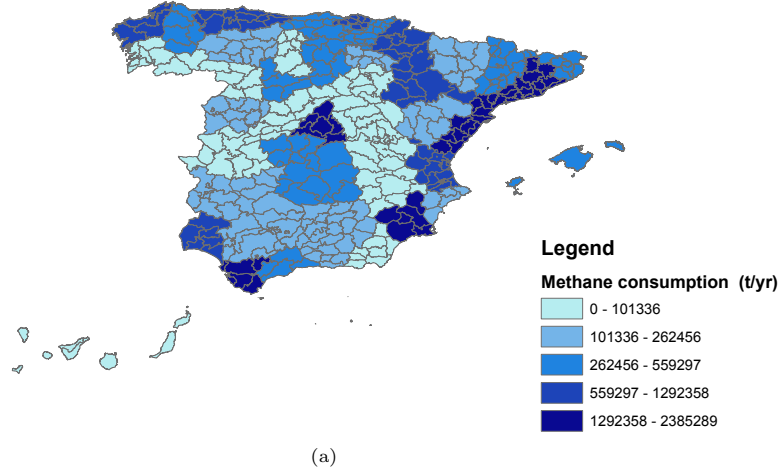 Legend
Methane consumption (t/yr)
0 - 101336
101336 - 262456
262456 - 559297
559297 - 1292358
1292358 - 2385289
(a)